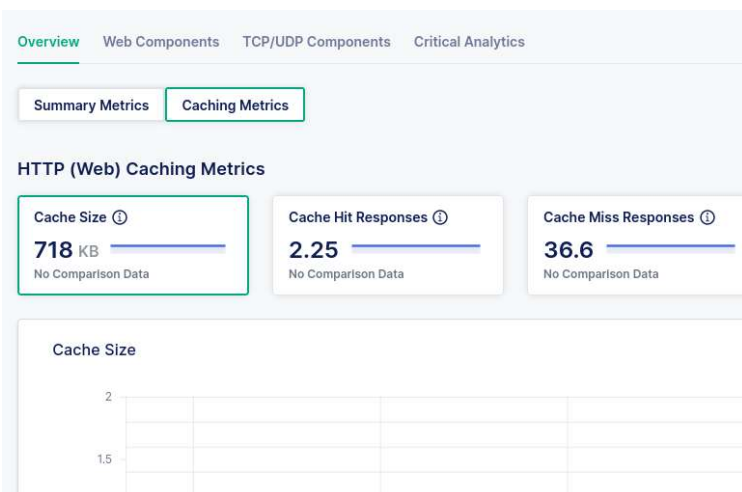 Overview Web Components TCP/UDP Components Critical Analytics
Summary Metrics Caching Metrics
HTTP (Web) Caching Metrics
Cache Size Cache Hit Responses Cache Miss Responses
718 KB 2.25 36.6
No Comparison Data No Comparison Data No Comparison Data
Cache Size
2
1.5